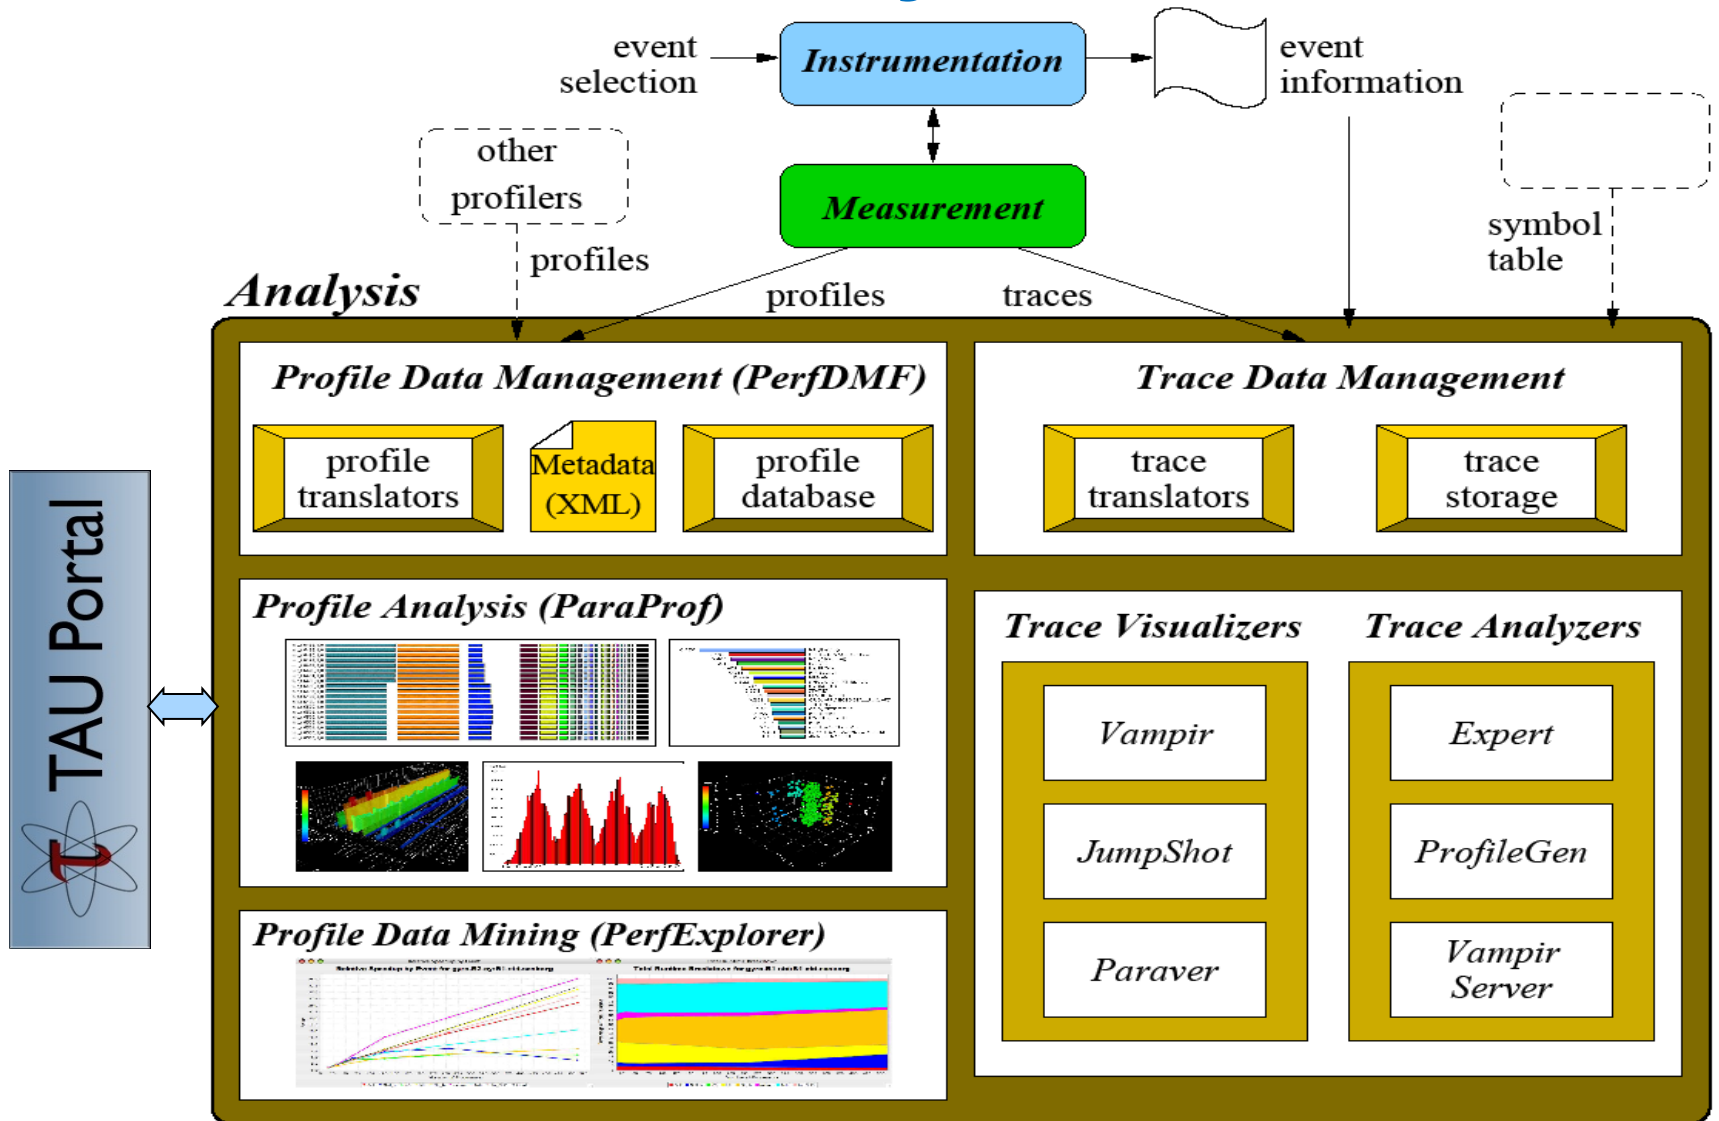 event
selection
Instrumentation
event
information
other
profilers
Measurement
symbol
table
profiles
profiles
traces
Analysis
Profile Data Management (PerfDMF)
profile
translators
Metadata
(XML)
profile
database
Trace Data Management
trace
translators
trace
storage
TAU Portal
Profile Analysis (ParaProf)
Trace Visualizers
Vampir
JumpShot
Paraver
Trace Analyzers
Expert
ProfileGen
Vampir
Server
Profile Data Mining (PerfExplorer)